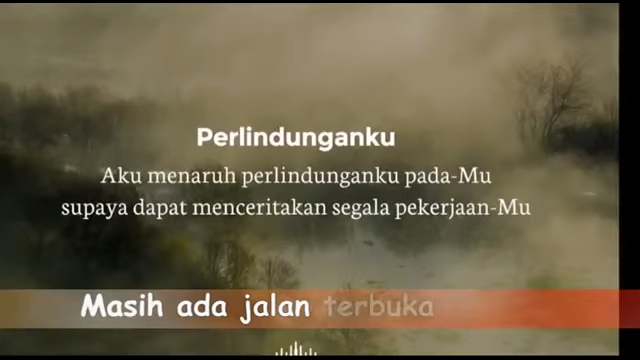 Perlindunganku
Aku menaruh perlindunganku pada-Mu
supaya dapat menceritakan segala pekerjaan-Mu
Masih ada jalan terbuka